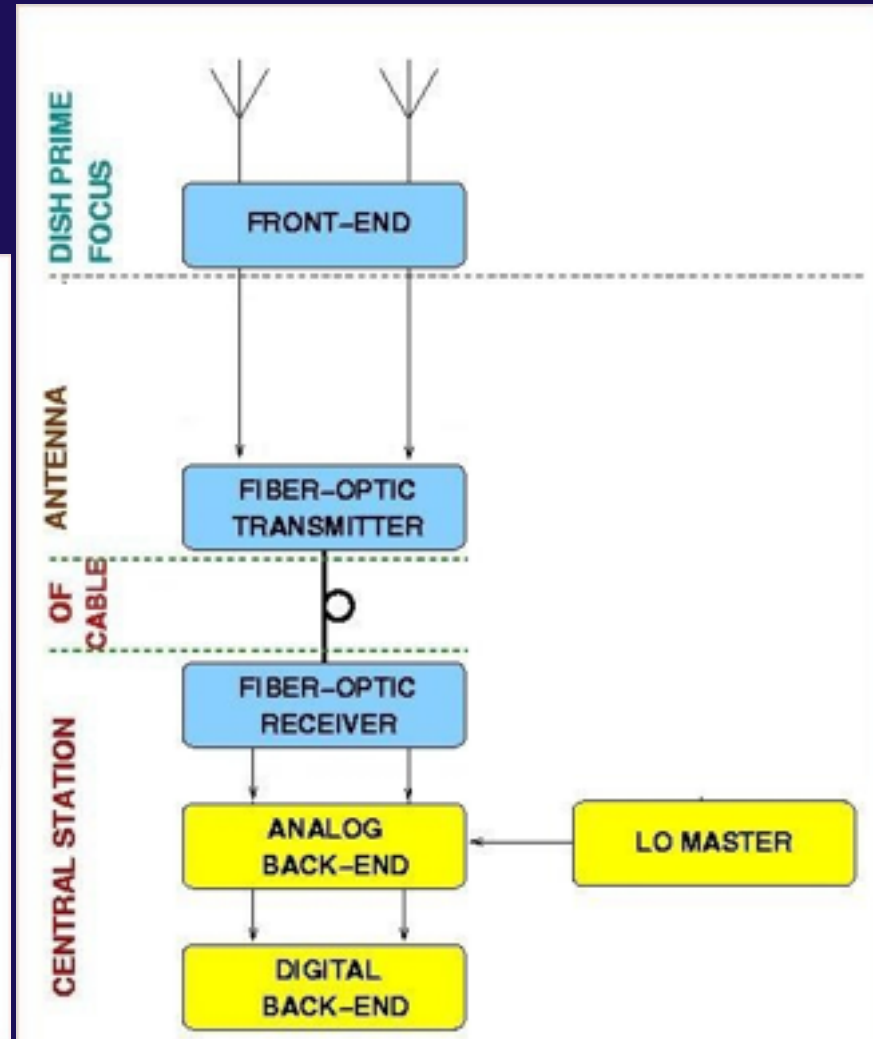 DISH PRIME
FOCUS
FRONT-END
ANTENNA
FIBER-OPTIC
TRANSMITTER
OF
CABLE
FIBER-OPTIC
RECEIVER
CENTRAL STATION
ANALOG
BACK-END
LO MASTER
DIGITAL
BACK-END